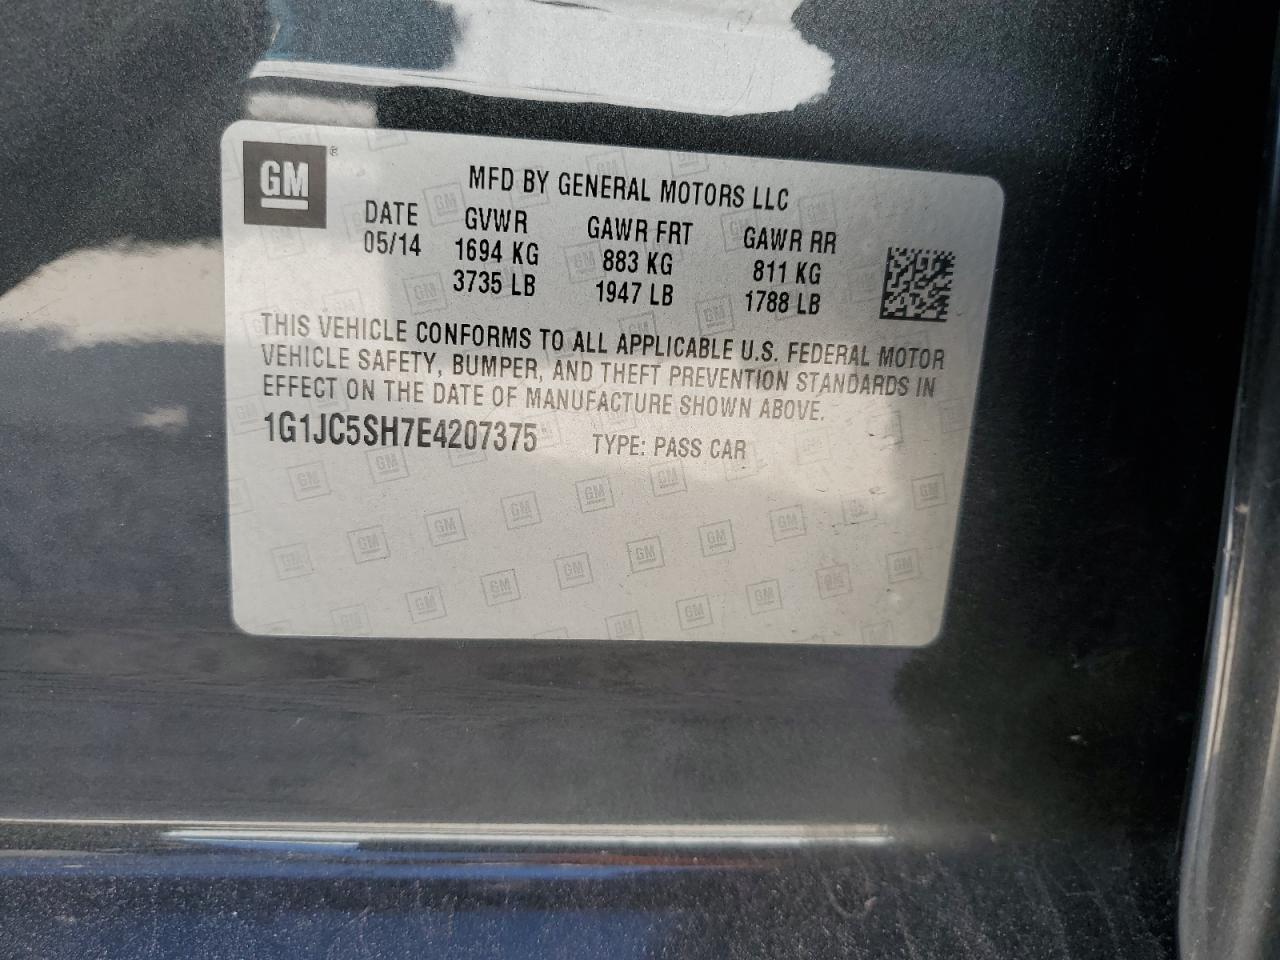 GM®
MFD BY GENERAL MOTORS LLC
DATE GVWR GAWR FRT GAWR RR
05/14 1694 KG 883 KG 811 KG
3735 LB 1947 LB 1788 LB
THIS VEHICLE CONFORMS TO ALL APPLICABLE U.S. FEDERAL MOTOR
VEHICLE SAFETY, BUMPER, AND THEFT PREVENTION STANDARDS IN
EFFECT ON THE DATE OF MANUFACTURE SHOWN ABOVE.
1G1JC5SH7E4207375 TYPE: PASS CAR